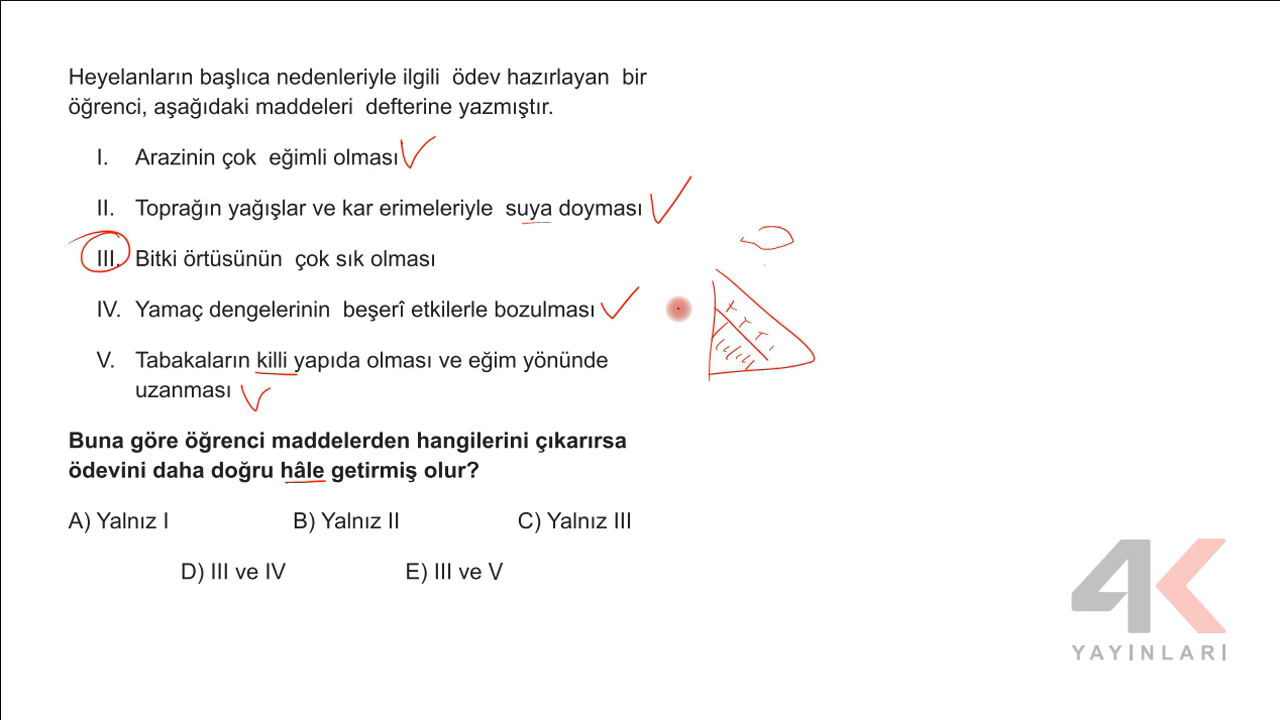 Heyelanların başlıca nedenleriyle ilgili ödev hazırlayan bir
öğrenci, aşağıdaki maddeleri defterine yazmıştır.
I. Arazinin çok eğimli olması
II. Toprağın yağışlar ve kar erimeleriyle suya doyması
III. Bitki örtüsünün çok sık olması
IV. Yamaç dengelerinin beşerî etkilerle bozulması
V. Tabakaların killi yapıda olması ve eğim yönünde
uzanması
Buna göre öğrenci maddelerden hangilerini çıkarırsa
ödevini daha doğru hâle getirmiş olur?
A) Yalnız I B) Yalnız II C) Yalnız III
D) III ve IV E) III ve V
4K
YAYINLARI